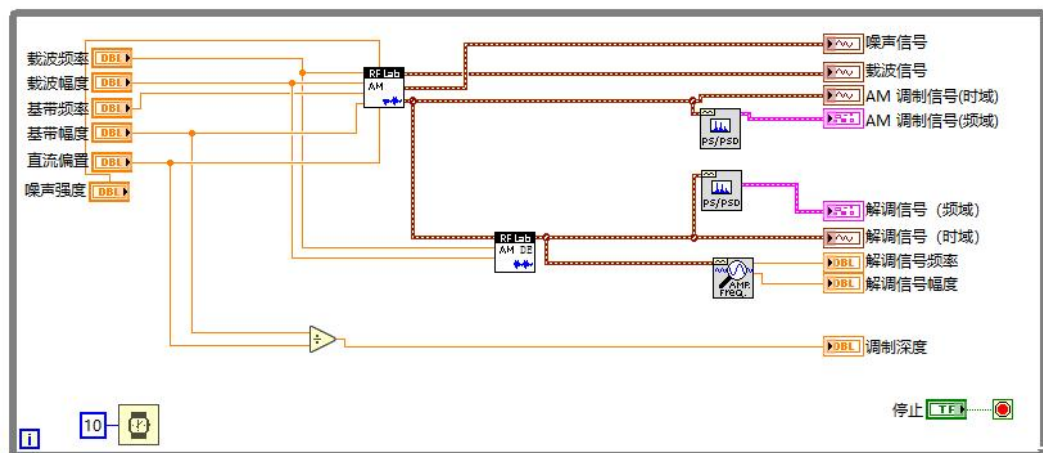 载波频率 DBL
载波幅度 DBL
基带频率 DBL
基带幅度 DBL
直流偏置 DBL
噪声强度 DBL
RF Lab
AM
噪声信号
载波信号
AM 调制信号(时域)
AM 调制信号(频域)
PS/PSD
PS/PSD
解调信号（频域）
RF Lab
AM DE
解调信号（时域）
AMP.
FREQ.
DBL 解调信号频率
DBL 解调信号幅度
÷
DBL 调制深度
停止 TF
10
i